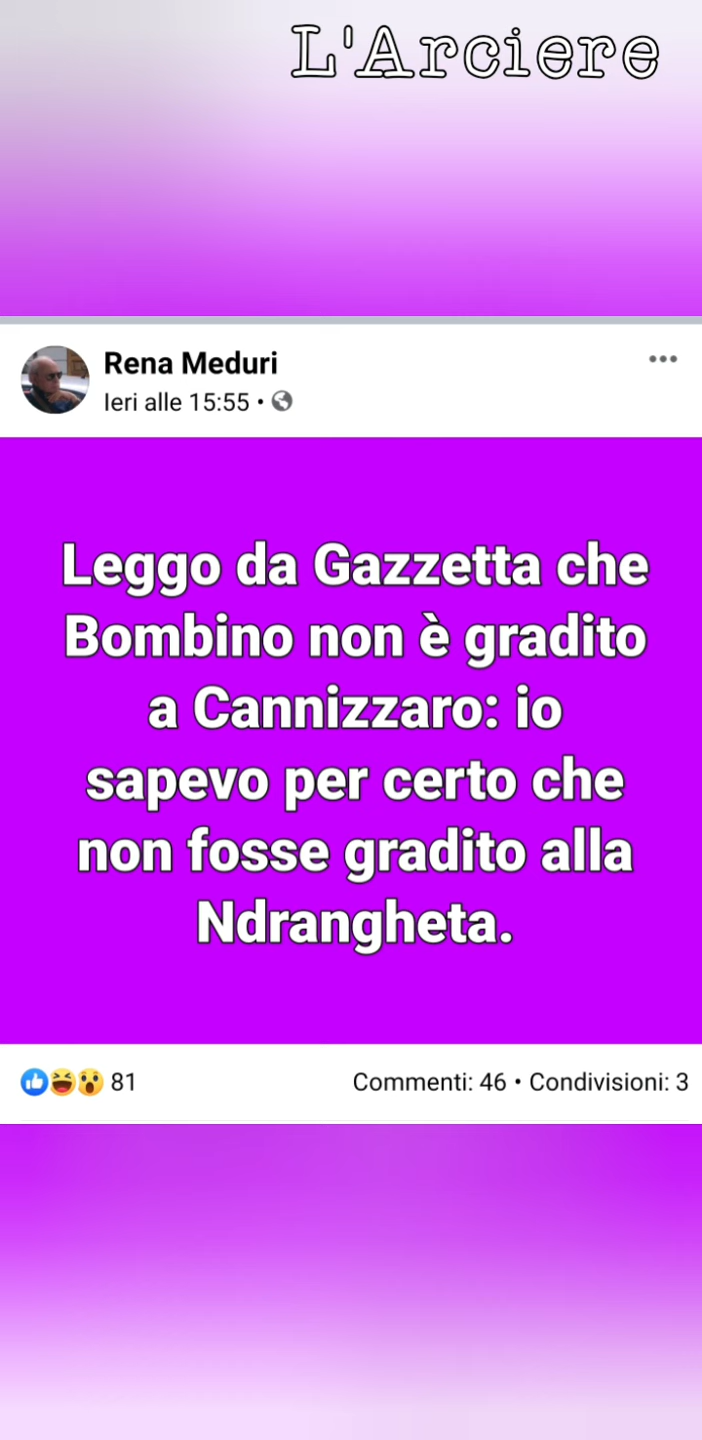 L'Arciere
Rena Meduri
Ieri alle 15:55 •
Leggo da Gazzetta che
Bombino non è gradito
a Cannizzaro: io
sapevo per certo che
non fosse gradito alla
Ndrangheta.
81
Commenti: 46 • Condivisioni: 3